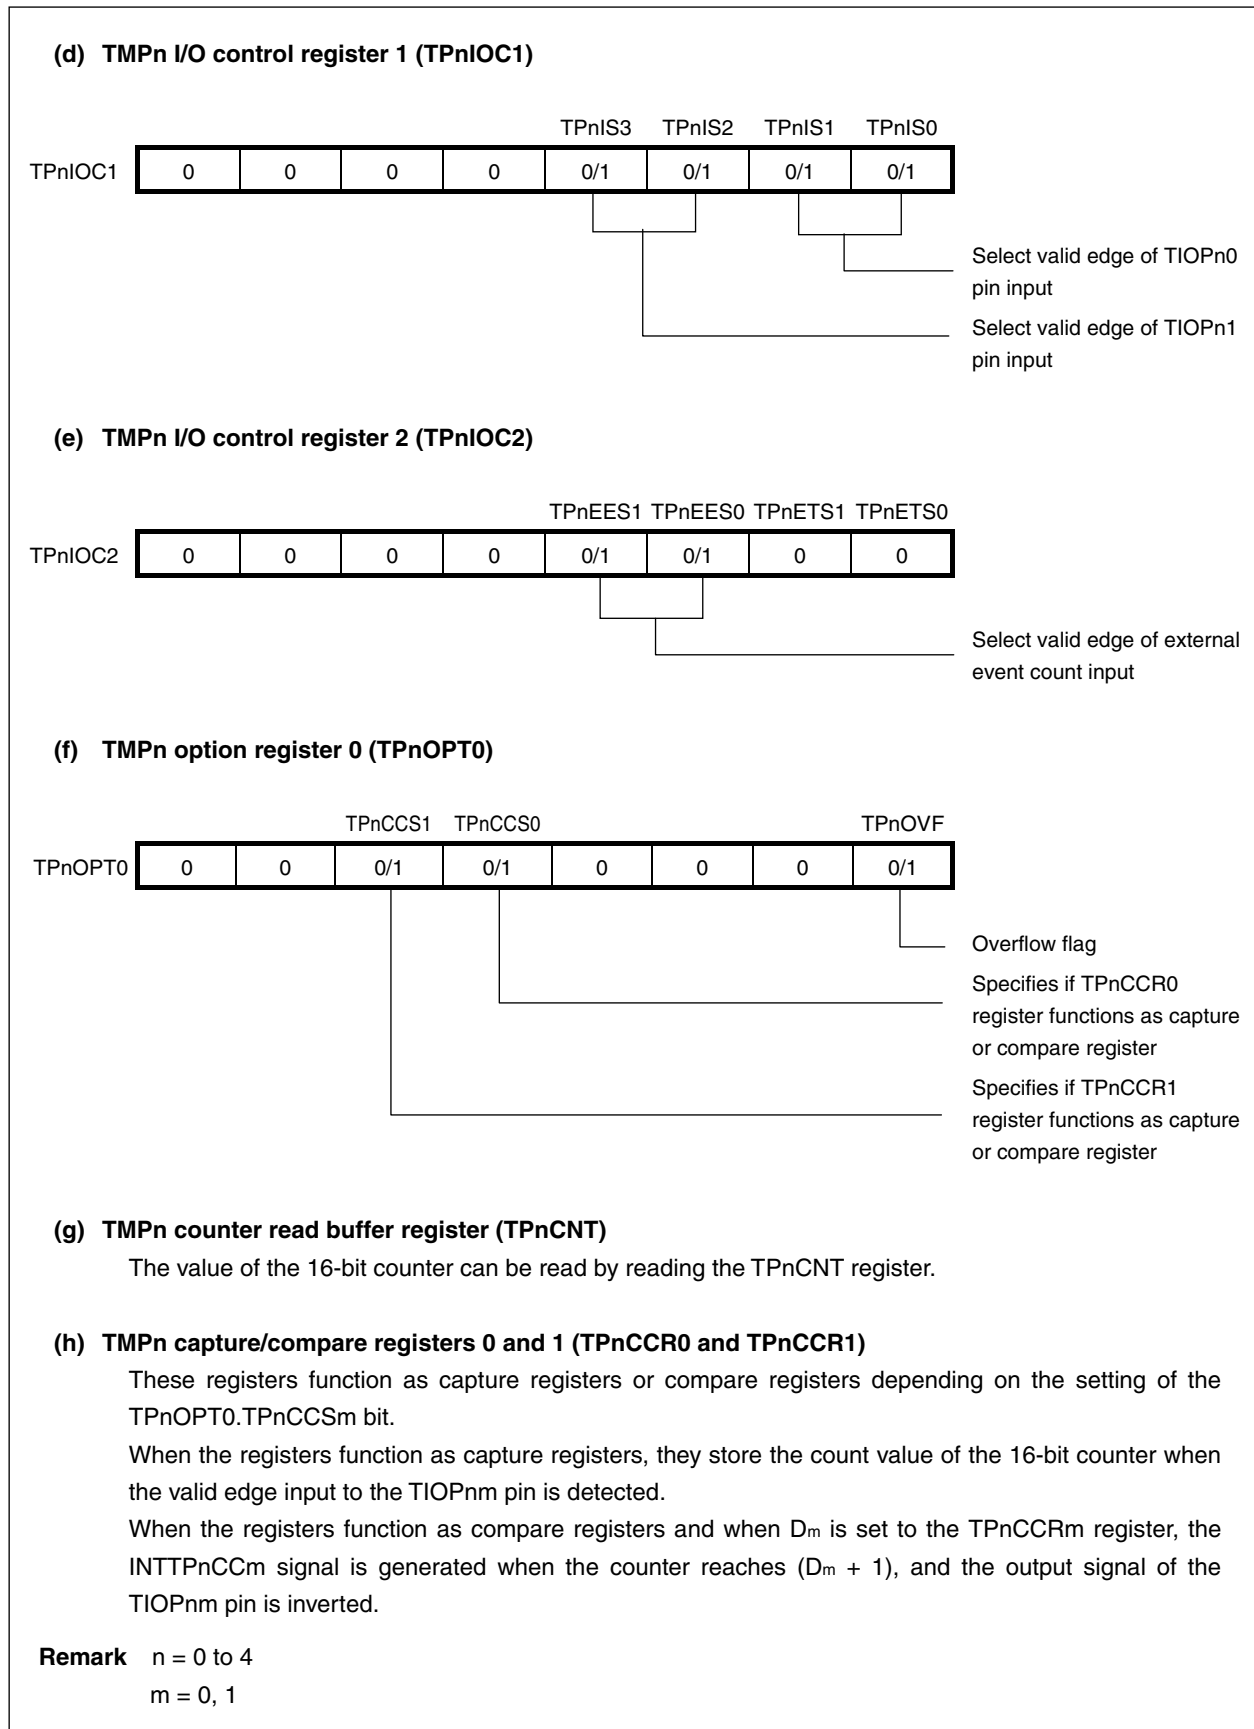 (d) TMPn I/O control register 1 (TPnIOC1)
TPnIS3 TPnIS2 TPnIS1 TPnIS0
TPnIOC1 0 0 0 0 0/1 0/1 0/1 0/1
Select valid edge of TIOPn0
pin input
Select valid edge of TIOPn1
pin input
(e) TMPn I/O control register 2 (TPnIOC2)
TPnEES1 TPnEES0 TPnETS1 TPnETS0
TPnIOC2 0 0 0 0 0/1 0/1 0 0
Select valid edge of external
event count input
(f) TMPn option register 0 (TPnOPT0)
TPnCCS1 TPnCCS0 TPnOVF
TPnOPT0 0 0 0/1 0/1 0 0 0 0/1
Overflow flag
Specifies if TPnCCR0
register functions as capture
or compare register
Specifies if TPnCCR1
register functions as capture
or compare register
(g) TMPn counter read buffer register (TPnCNT)
The value of the 16-bit counter can be read by reading the TPnCNT register.
(h) TMPn capture/compare registers 0 and 1 (TPnCCR0 and TPnCCR1)
These registers function as capture registers or compare registers depending on the setting of the
TPnOPT0.TPnCCSm bit.
When the registers function as capture registers, they store the count value of the 16-bit counter when
the valid edge input to the TIOPnm pin is detected.
When the registers function as compare registers and when Dm is set to the TPnCCRm register, the
INTTPnCCm signal is generated when the counter reaches (Dm + 1), and the output signal of the
TIOPnm pin is inverted.
Remark n = 0 to 4
m = 0, 1